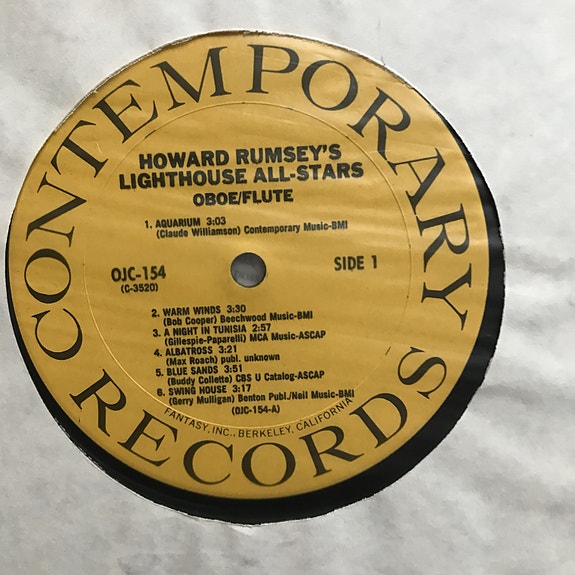 CONTEMPORARY RECORDS
HOWARD RUMSEY'S
LIGHTHOUSE ALL-STARS
OBOE/FLUTE
1. AQUARIUM 3:03
(Claude Williamson) Contemporary Music-BMI
OJC-154
(C-3520)
SIDE 1
2. WARM WINDS 3:30
(Bob Cooper) Beechwood Music-BMI
3. A NIGHT IN TUNISIA 2:57
(Gillespie-Paparelli) MCA Music-ASCAP
4. ALBATROSS 3:21
(Max Roach) publ. unknown
5. BLUE SANDS 3:51
(Buddy Collette) CBS U Catalog-ASCAP
6. SWING HOUSE 3:17
(Gerry Mulligan) Benton Publ./Neil Music-BMI
(OJC-154-A)
FANTASY, INC., BERKELEY, CALIFORNIA